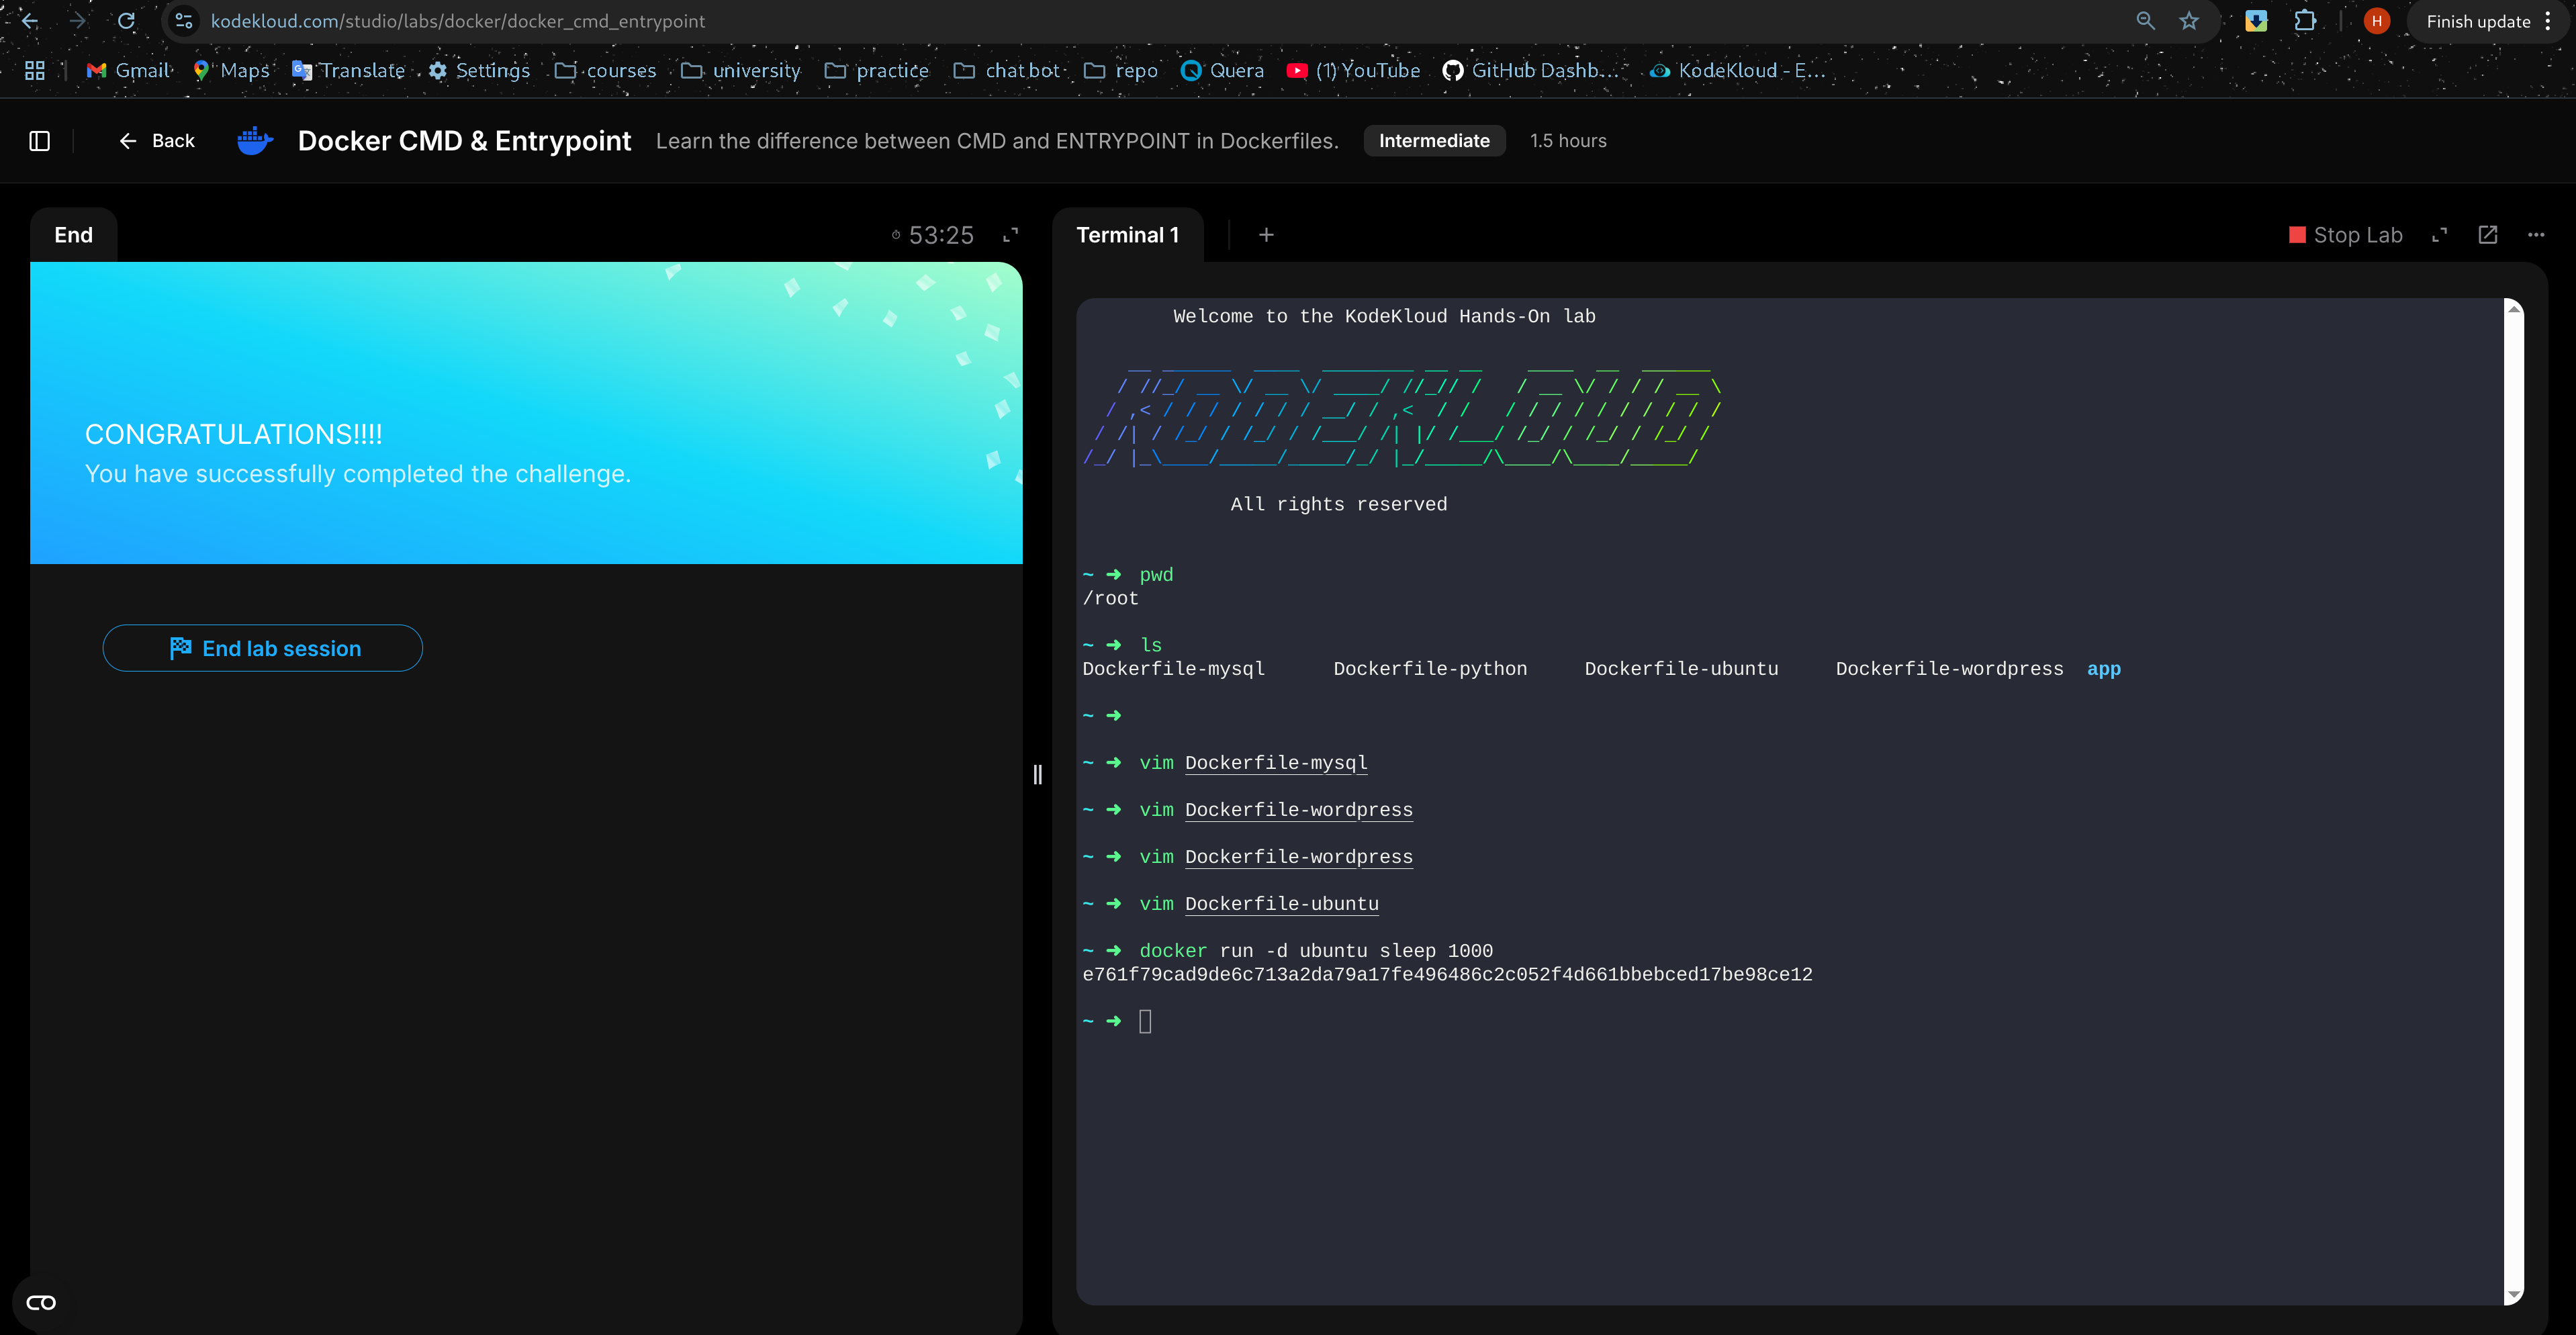 kodekloud.com/studio/labs/docker/docker_cmd_entrypoint
H
Finish update
Gmail
Maps
Translate
Settings
courses
university
practice
chat bot
repo
Quera
(1) YouTube
GitHub Dashb...
KodeKloud - E...
Back
Docker CMD & Entrypoint
Learn the difference between CMD and ENTRYPOINT in Dockerfiles.
Intermediate
1.5 hours
End
53:25
CONGRATULATIONS!!!!
You have successfully completed the challenge.
End lab session
Terminal 1
+
Stop Lab
Welcome to the KodeKloud Hands-On lab
KODEKLOUD
All rights reserved
~ ➜ pwd
/root
~ ➜ ls
Dockerfile-mysql Dockerfile-python Dockerfile-ubuntu Dockerfile-wordpress app
~ ➜
~ ➜ vim Dockerfile-mysql
~ ➜ vim Dockerfile-wordpress
~ ➜ vim Dockerfile-wordpress
~ ➜ vim Dockerfile-ubuntu
~ ➜ docker run -d ubuntu sleep 1000
e761f79cad9de6c713a2da79a17fe496486c2c052f4d661bbebced17be98ce12
~ ➜